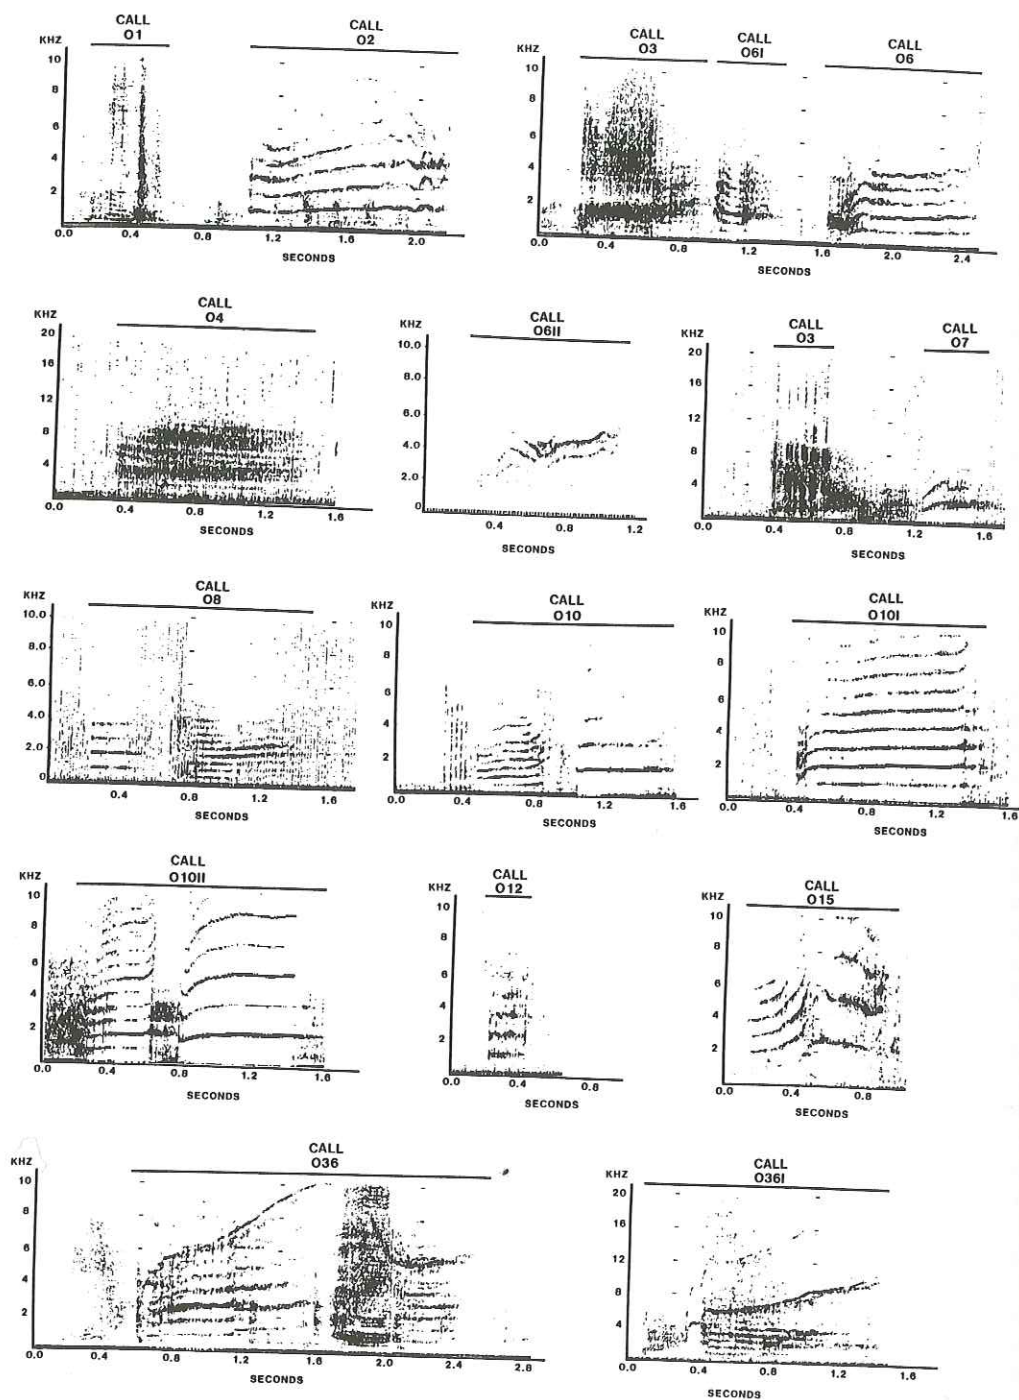 CALL
O1
CALL
O2
KHZ
10
8
6
4
2
0.0 0.4 0.8 1.2 1.6 2.0
SECONDS
CALL
O3
CALL
O6I
CALL
O6
KHZ
10
8
6
4
2
0.0 0.4 0.8 1.2 2.0 2.4
SECONDS
CALL
O4
KHZ
20
16
12
8
4
0.0 0.4 0.8 1.2 1.6
SECONDS
CALL
O6II
KHZ
10.0
8.0
6.0
4.0
2.0
0
0.4 0.8 1.2
SECONDS
CALL
O3
CALL
O7
KHZ
20
16
12
8
4
0.0 0.4 0.8 1.2 1.6
SECONDS
CALL
O8
KHZ
10.0
8.0
6.0
4.0
2.0
0
0.4 0.8 1.2 1.6
SECONDS
CALL
O10
KHZ
10
8
6
4
2
0.0 0.4 0.8 1.2 1.6
SECONDS
CALL
O10I
KHZ
10
8
6
4
2
0.0 0.4 0.8 1.2 1.6
SECONDS
CALL
O10II
KHZ
10
8
6
4
2
0.0 0.4 0.8 1.2 1.6
SECONDS
CALL
O12
KHZ
10
8
6
4
2
0.0 0.4 0.8
SECONDS
CALL
O15
KHZ
10
8
6
4
2
0.0 0.4 0.8
SECONDS
CALL
O36
KHZ
10
8
6
4
2
0.0 0.4 0.8 1.2 1.6 2.0 2.4 2.8
SECONDS
CALL
O36I
KHZ
20
16
12
8
4
0.0 0.4 0.8 1.2 1.6
SECONDS